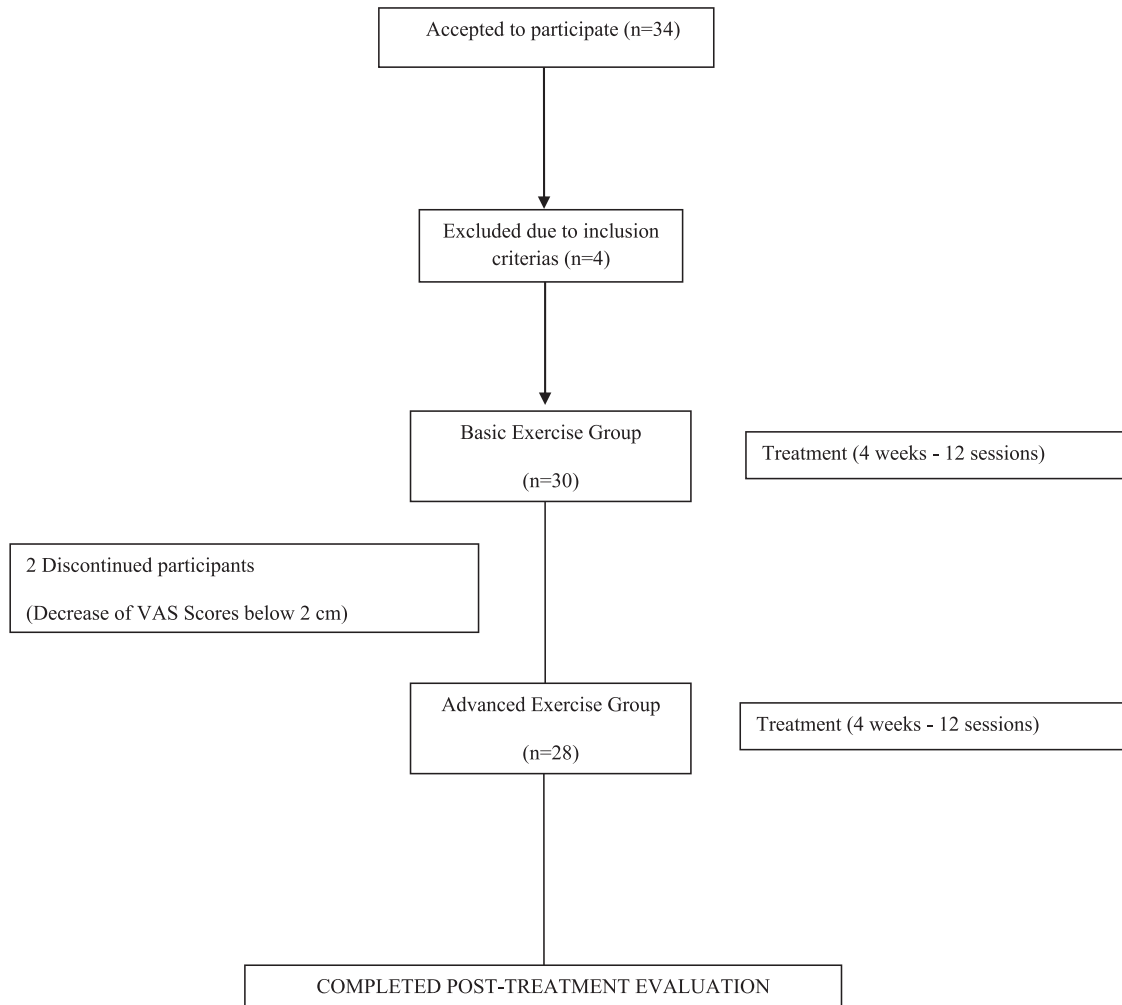 Accepted to participate (n=34)
Excluded due to inclusion
criterias (n=4)
Basic Exercise Group
(n=30)
Treatment (4 weeks - 12 sessions)
2 Discontinued participants
(Decrease of VAS Scores below 2 cm)
Advanced Exercise Group
(n=28)
Treatment (4 weeks - 12 sessions)
COMPLETED POST-TREATMENT EVALUATION